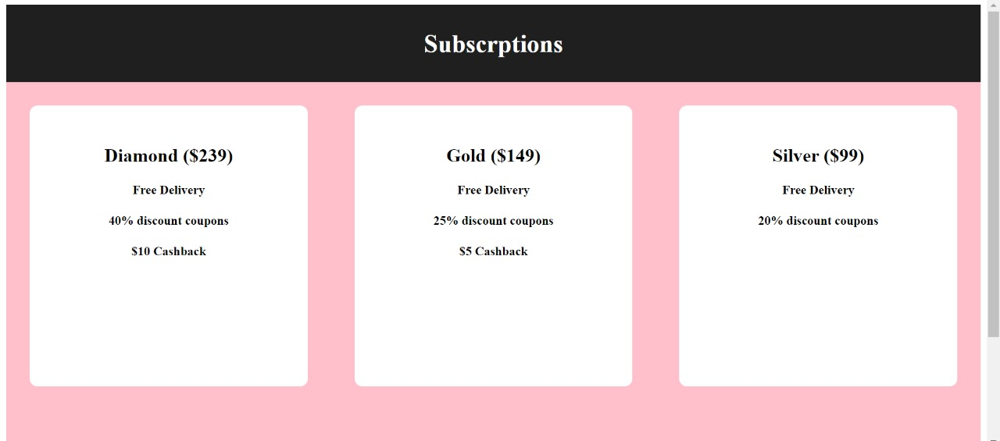 Subscrptions
Diamond ($239)
Free Delivery
40% discount coupons
$10 Cashback
Gold ($149)
Free Delivery
25% discount coupons
$5 Cashback
Silver ($99)
Free Delivery
20% discount coupons